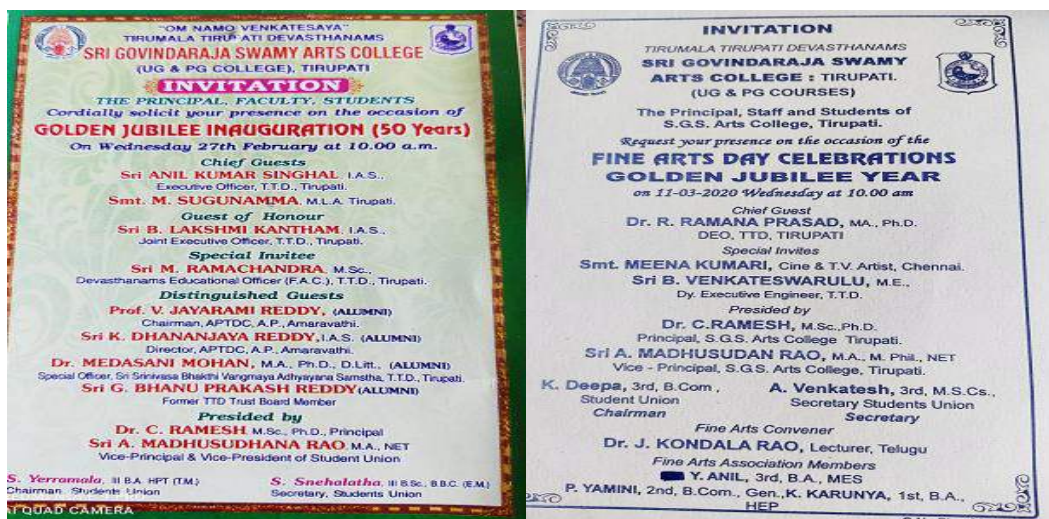 "OM NAMO VENKATESAYA"
TIRUMALA TIRUPATI DEVASTHANAMS
SRI GOVINDARAJA SWAMY ARTS COLLEGE
(UG & PG COLLEGE), TIRUPATI
INVITATION
THE PRINCIPAL, FACULTY, STUDENTS
Cordially solicit your presence on the occasion of
GOLDEN JUBILEE INAUGURATION (50 Years)
On Wednesday 27th February at 10.00 a.m.
Chief Guests
Sri ANIL KUMAR SINGHAL, I.A.S.,
Executive Officer, T.T.D., Tirupati.
Smt. M. SUGUNAMMA, M.L.A. Tirupati.
Guest of Honour
Sri B. LAKSHMI KANTHAM, I.A.S.,
Joint Executive Officer, T.T.D., Tirupati.
Special Invitee
Sri M. RAMACHANDRA, M.Sc.,
Devasthanams Educational Officer (F.A.C.), T.T.D., Tirupati.
Distinguished Guests
Prof. V. JAYARAMI REDDY, (ALUMNI)
Chairman, APTDC, A.P., Amaravathi.
Sri K. DHANANJAYA REDDY, I.A.S. (ALUMNI)
Director, APTDC, A.P., Amaravathi.
Dr. MEDASANI MOHAN, M.A., Ph.D., D.Litt., (ALUMNI)
Special Officer, Sri Srinivasa Bhakthi Vangmaya Adhyayana Samstha, T.T.D., Tirupati.
Sri G. BHANU PRAKASH REDDY (ALUMNI)
Former TTD Trust Board Member
Presided by
Dr. C. RAMESH, M.Sc., Ph.D., Principal
Sri A. MADHUSUDHANA RAO, M.A., NET
Vice-Principal & Vice-President of Student Union
S. Yerramala, III B.A. HPT (T.M.)
Chairman, Students Union
S. Snehalatha, III B.Sc., B.B.C. (E.M.)
Secretary, Students Union
AI QUAD CAMERA
INVITATION
TIRUMALA TIRUPATI DEVASTHANAMS
SRI GOVINDARAJA SWAMY
ARTS COLLEGE : TIRUPATI.
(UG & PG COURSES)
The Principal, Staff and Students of
S.G.S. Arts College, Tirupati.
Request your presence on the occasion of the
FINE ARTS DAY CELEBRATIONS
GOLDEN JUBILEE YEAR
on 11-03-2020 Wednesday at 10.00 am
Chief Guest
Dr. R. RAMANA PRASAD, MA., Ph.D.
DEO, TTD, TIRUPATI
Special Invites
Smt. MEENA KUMARI, Cine & T.V. Artist, Chennai.
Sri B. VENKATESWARULU, M.E.,
Dy. Executive Engineer, T.T.D.
Presided by
Dr. C.RAMESH, M.Sc.,Ph.D.
Principal, S.G.S. Arts College Tirupati.
Sri A. MADHUSUDAN RAO, M.A., M. Phil., NET
Vice - Principal, S.G.S. Arts College, Tirupati.
K. Deepa, 3rd, B.Com ,
Student Union
Chairman
A. Venkatesh, 3rd, M.S.Cs.,
Secretary Students Union
Secretary
Fine Arts Convener
Dr. J. KONDALA RAO, Lecturer, Telugu
Fine Arts Association Members
Y. ANIL, 3rd, B.A., MES
P. YAMINI, 2nd, B.Com., Gen.,K. KARUNYA, 1st, B.A.,
HEP